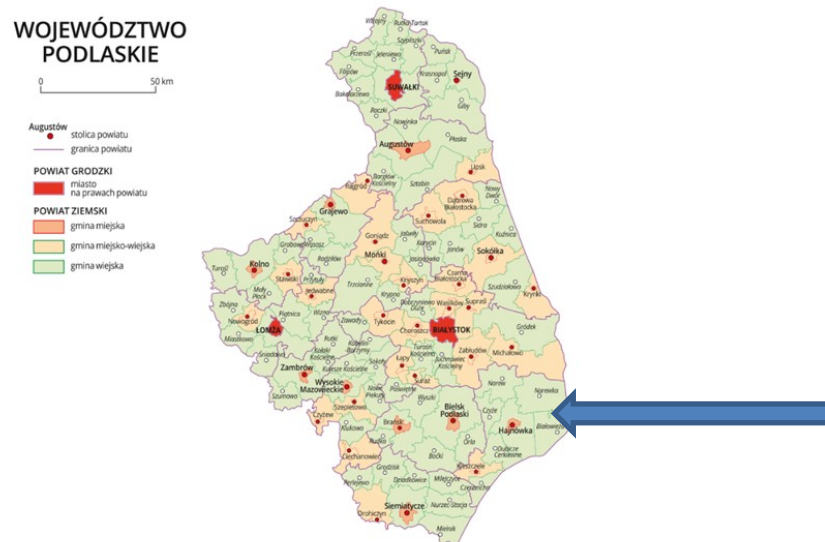 WOJEWÓDZTWO
PODLASKIE
0 50 km
Augustów
stolica powiatu
granica powiatu
POWIAT GRODZKI
miasto
na prawach powiatu
POWIAT ZIEMSKI
gmina miejska
gmina miejsko-wiejska
gmina wiejska
Wiżajny
Rutka-Tartak
Szypliszki
Puńsk
Przerośl
Jeleniewo
Filipów
Krasnopol
Sejny
SUWAŁKI
Bakałarzewo
Giby
Raczki
Nowinka
Płaska
Augustów
Lipsk
Bargłów
Kościelny
Sztabin
Rajgród
Nowy
Dwór
Dąbrowa
Białostocka
Grajewo
Suchowola
Szczuczyn
Sidra
Kuźnica
Goniądz
Jaświły
Korycin
Janów
Grabowo
Wąsosz
Radziłów
Mońki
Jasionówka
Sokółka
Kolno
Turośl
Stawiski
Przytuły
Czarna
Białostocka
Szudziałowo
Mały
Płock
Jedwabne
Trzcianne
Knyszyn
Krypno
Krynki
Zbójna
Nowogród
Piątnica
Wizna
Dobrzyniewo
Duże
Wasilków
Supraśl
Tykocin
Zawady
Choroszcz
BIAŁYSTOK
ŁOMŻA
Gródek
Miastkowo
Rutki
Kobylin-
Borzymy
Turośń
Kościelna
Juchnowiec
Kościelny
Zabłudów
Michałowo
Śniadowo
Kołaki
Kościelne
Sokoły
Łapy
Zambrów
Kulesze Kościelne
Suraż
Wysokie
Mazowieckie
Nowe
Piekuty
Poświętne
Narew
Narewka
Szumowo
Wyszki
Szepietowo
Bielsk
Podlaski
Czyże
Czyżew
Klukowo
Brańsk
Hajnówka
Białowieża
Rudka
Orla
Dubicze
Cerkiewne
Ciechanowiec
Boćki
Kleszczele
Grodzisk
Perlejewo
Dziadkowice
Milejczyce
Czeremcha
Drohiczyn
Siemiatycze
Nurzec-Stacja
Mielnik